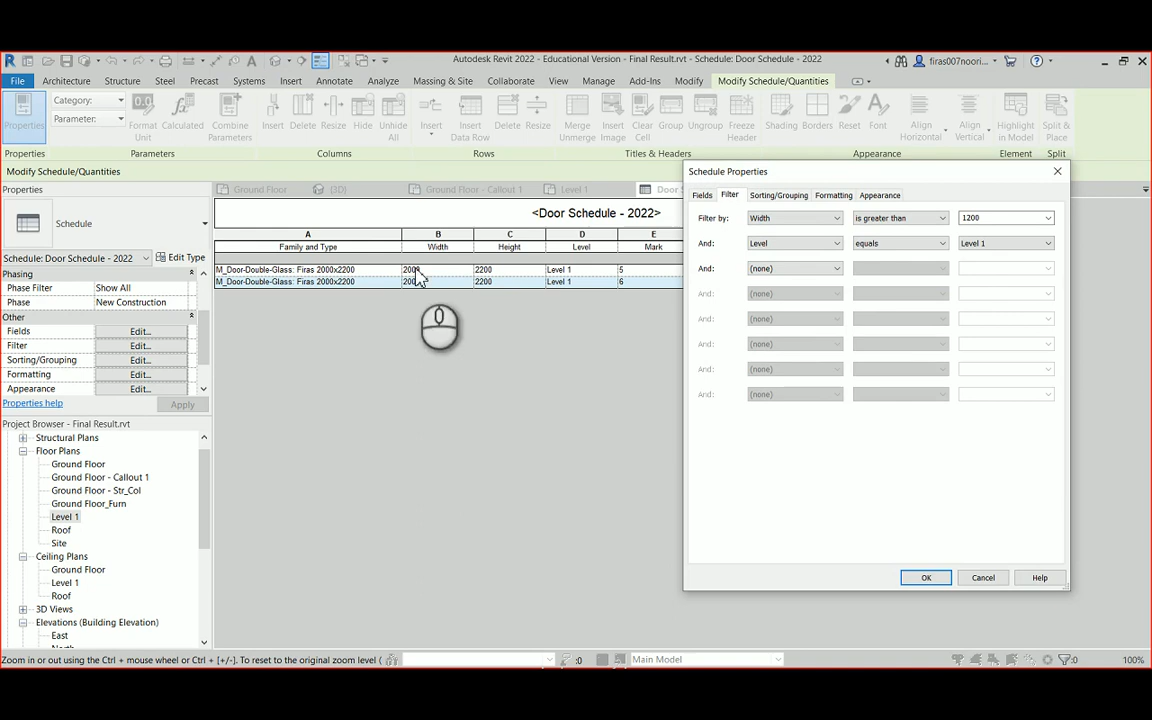 Autodesk Revit 2022 - Educational Version - Final Result.rvt - Schedule: Door Schedule - 2022
firas007noori...
File Architecture Structure Steel Precast Systems Insert Annotate Analyze Massing & Site Collaborate View Manage Add-Ins Modify Modify Schedule/Quantities
Properties
Category:
Parameter:
Format Unit
Calculated
Combine Parameters
Insert
Delete
Resize
Hide
Unhide All
Insert
Insert Data Row
Delete
Resize
Merge Unmerge
Insert Image
Clear Cell
Group
Ungroup
Freeze Header
Shading
Borders
Reset
Font
Align Horizontal
Align Vertical
Highlight in Model
Split & Place
Properties Parameters Columns Rows Titles & Headers Appearance Element Split
Modify Schedule/Quantities
Properties
Schedule
Schedule: Door Schedule - 2022 Edit Type
Phasing
Phase Filter Show All
Phase New Construction
Other
Fields Edit...
Filter Edit...
Sorting/Grouping Edit...
Formatting Edit...
Appearance Edit...
Properties help Apply
Project Browser - Final Result.rvt
Structural Plans
Floor Plans
Ground Floor
Ground Floor - Callout 1
Ground Floor - Str_Col
Ground Floor_Furn
Level 1
Roof
Site
Ceiling Plans
Ground Floor
Level 1
Roof
3D Views
Elevations (Building Elevation)
East
Ground Floor {3D} Ground Floor - Callout 1 Level 1 Door S
<Door Schedule - 2022>
A B C D E
Family and Type Width Height Level Mark
M_Door-Double-Glass: Firas 2000x2200 2000 2200 Level 1 5
M_Door-Double-Glass: Firas 2000x2200 200 2200 Level 1 6
Schedule Properties
Fields Filter Sorting/Grouping Formatting Appearance
Filter by: Width is greater than 1200
And: Level equals Level 1
And: (none)
And: (none)
And: (none)
And: (none)
And: (none)
And: (none)
OK Cancel Help
Zoom in or out using the Ctrl + mouse wheel or Ctrl + [+/-]. To reset to the original zoom level ( :0 Main Model :0 100%